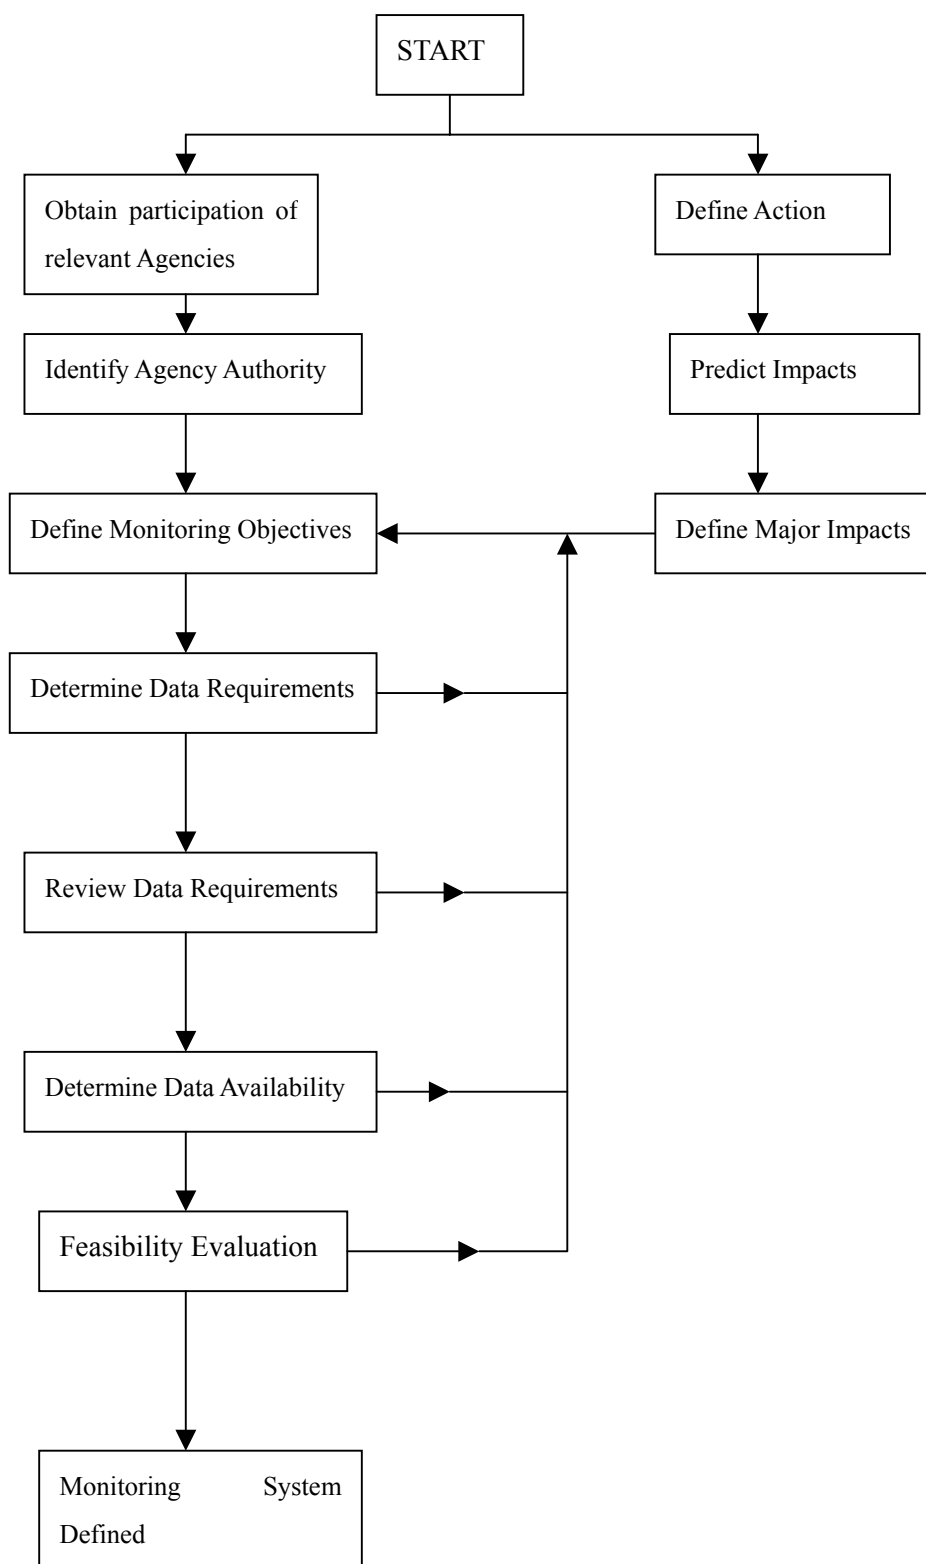 START
Obtain participation of
relevant Agencies
Define Action
Identify Agency Authority
Predict Impacts
Define Monitoring Objectives
Define Major Impacts
Determine Data Requirements
Review Data Requirements
Determine Data Availability
Feasibility Evaluation
Monitoring System
Defined